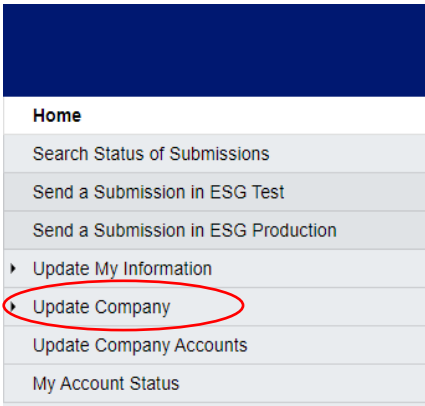 Home
Search Status of Submissions
Send a Submission in ESG Test
Send a Submission in ESG Production
Update My Information
Update Company
Update Company Accounts
My Account Status